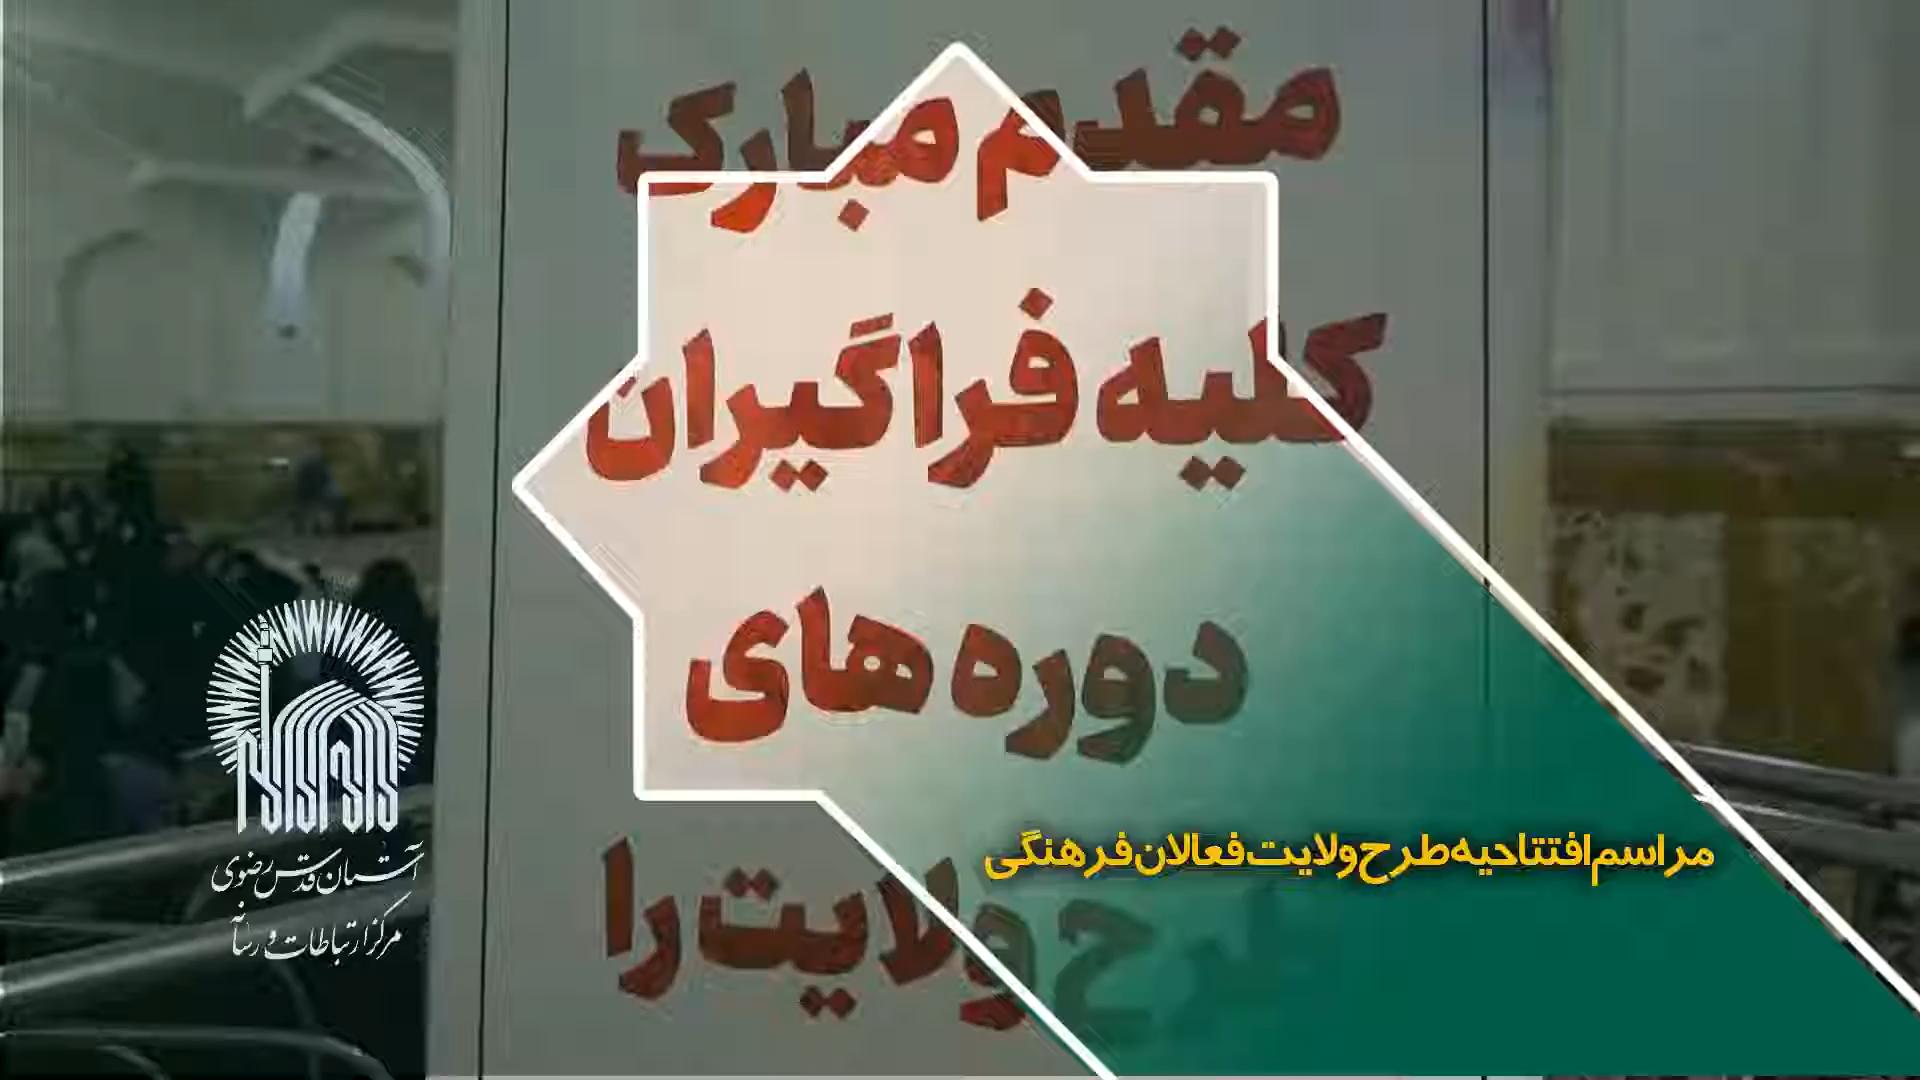 مقدم مبارک
کلیه فراگیران
دوره های
طرح ولایت را
مراسم افتتاحیه طرح ولایت فعالان فرهنگی
آستان قدس رضوی
مرکز ارتباطات و رسانه